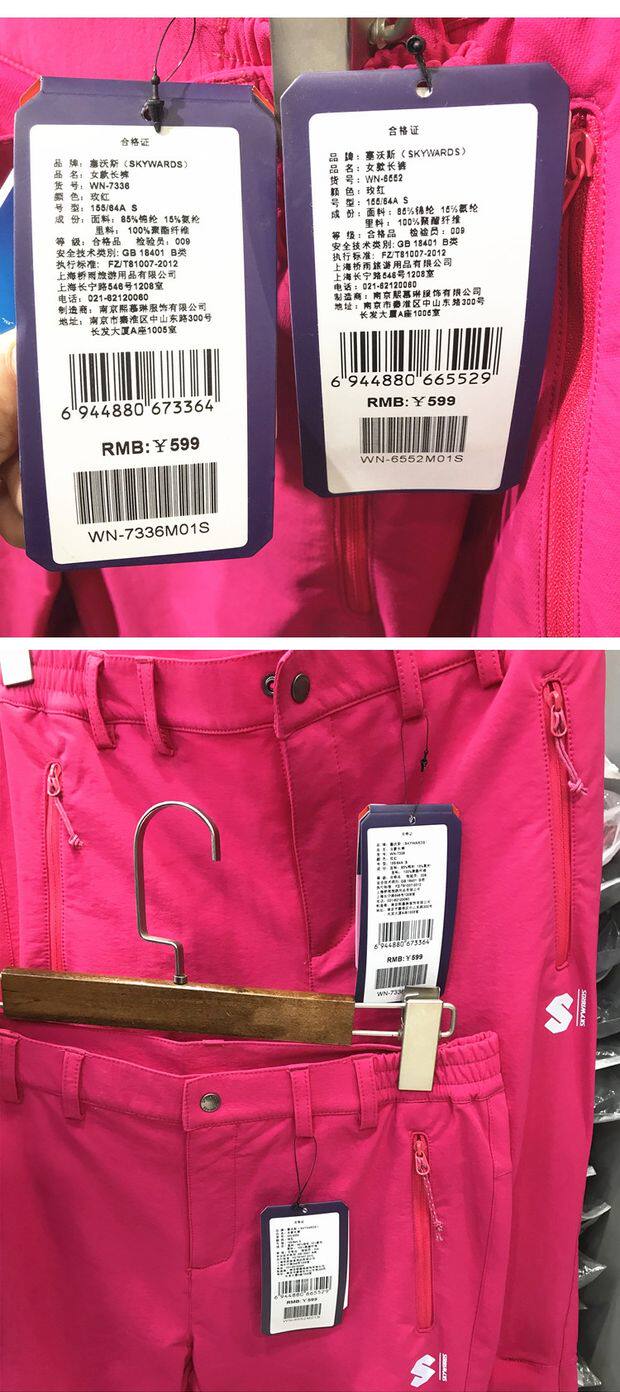 合格证
品 牌：塞沃斯（SKYWARDS）
品 名：女款长裤
货 号：WN-7336
颜 色：玫红
号 型：155/64A S
成 份：面料：85%锦纶 15%氨纶
里料：100%聚酯纤维
等 级：合格品 检验员：009
安全技术类别: GB 18401 B类
执行标准: FZ/T81007-2012
上海桥雨旅游用品有限公司
上海长宁路546号1208室
电话：021-62120060
制造商：南京熙慕琳服饰有限公司
地址：南京市秦淮区中山东路300号
长发大厦A座1005室
6 944880 673364
RMB:￥599
WN-7336M01S
合格证
品 牌：塞沃斯（SKYWARDS）
品 名：女款长裤
货 号：WN-6552
颜 色：玫红
号 型：155/64A S
成 份：面料：85%锦纶 15%氨纶
里料：100%聚酯纤维
等 级：合格品 检验员：009
安全技术类别: GB 18401 B类
执行标准: FZ/T81007-2012
上海桥雨旅游用品有限公司
上海长宁路546号1208室
电话：021-62120060
制造商：南京熙慕琳服饰有限公司
地址：南京市秦淮区中山东路300号
长发大厦A座1005室
6 944880 665529
RMB:￥599
WN-6552M01S
合格证
6 944880 673364
RMB:￥599
WN-733
SKYWARDS
合格证
6 944880 665529
RMB:￥599
WN-6552M01S
SKYWARDS